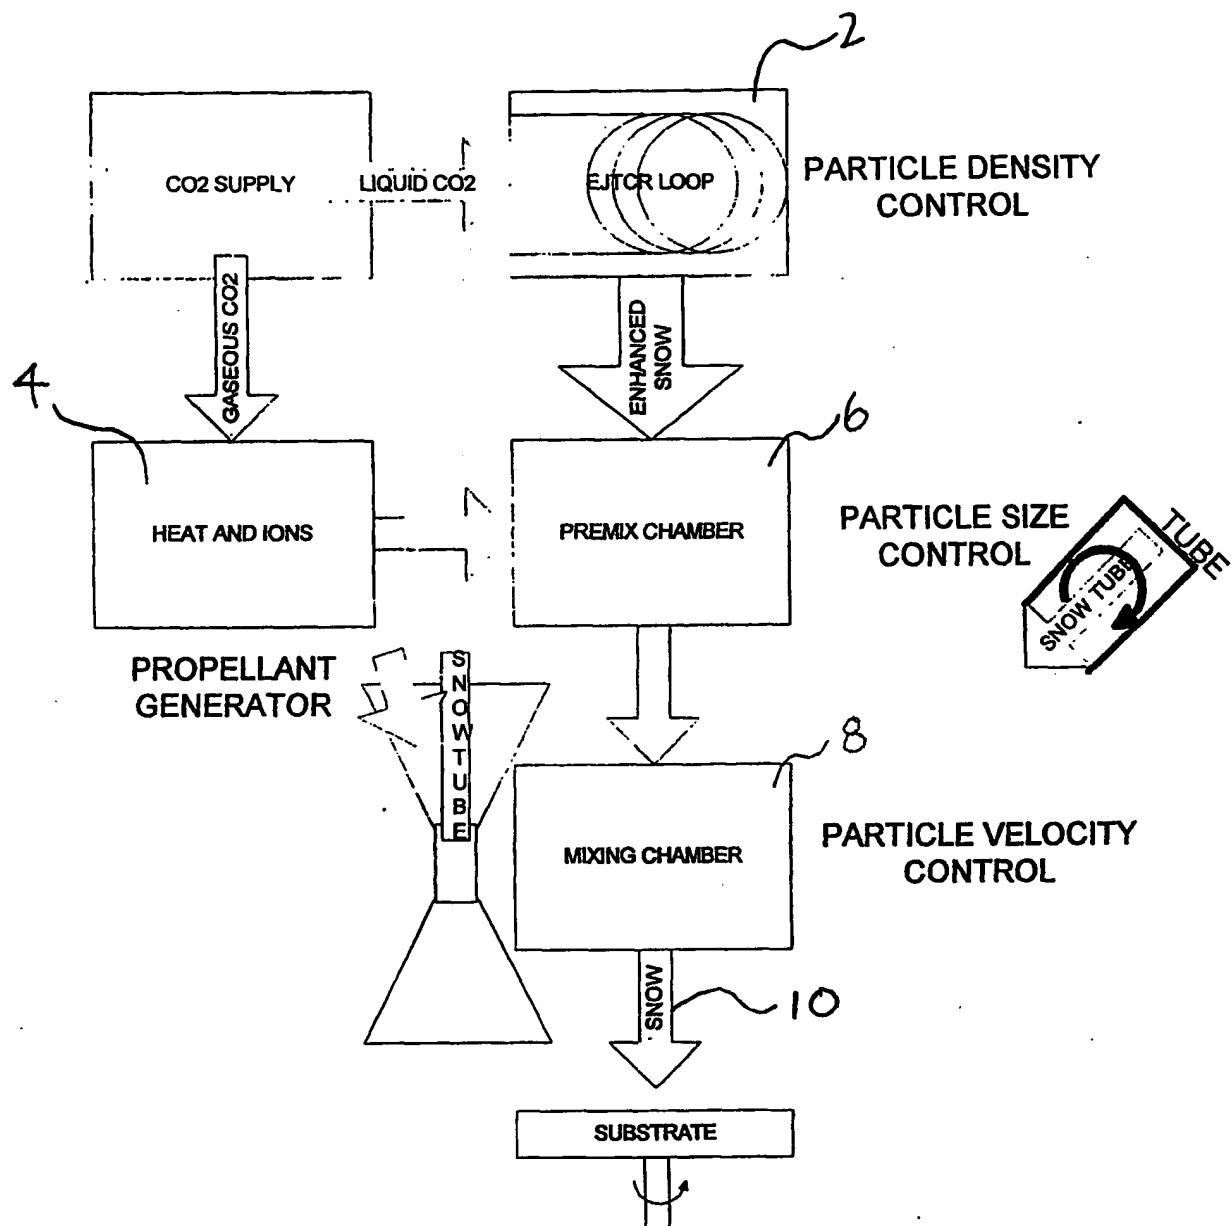 2
CO2 SUPPLY
LIQUID CO2
EJTCR LOOP
PARTICLE DENSITY
CONTROL
GASEOUS CO2
ENHANCED
SNOW
4
6
HEAT AND IONS
PREMIX CHAMBER
PARTICLE SIZE
CONTROL
TUBE
SNOW TUBE
PROPELLANT
GENERATOR
SNOWTUBE
8
MIXING CHAMBER
PARTICLE VELOCITY
CONTROL
SNOW
10
SUBSTRATE